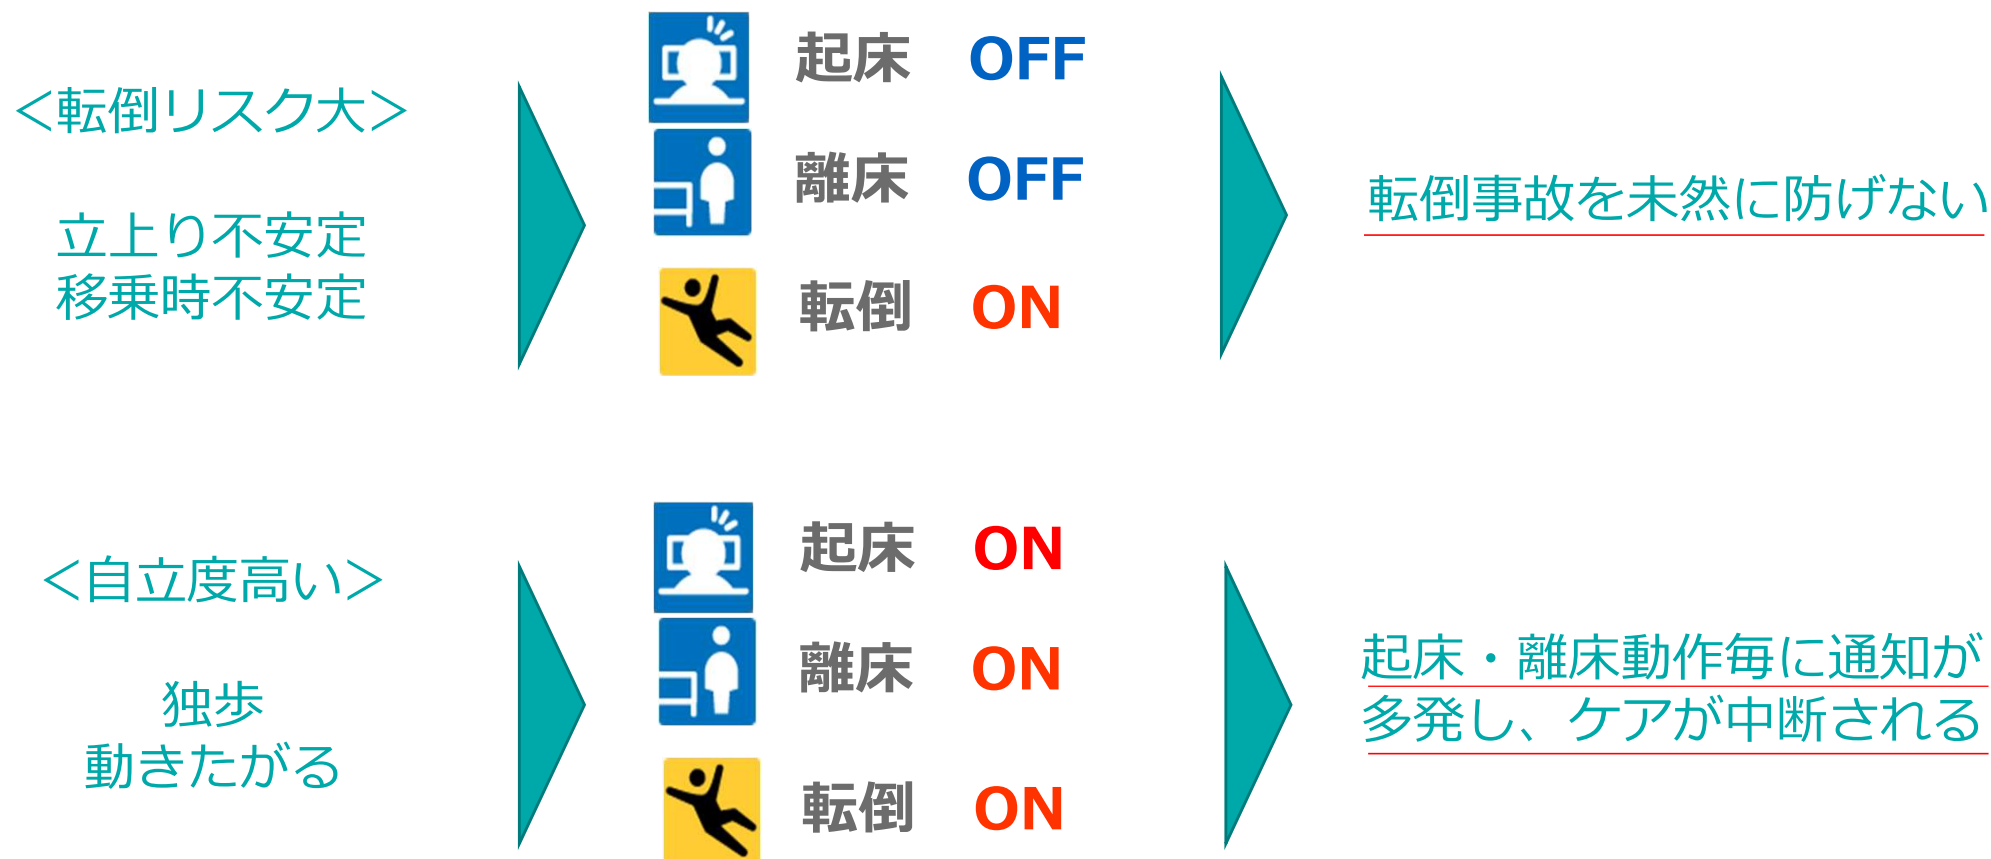 ＜転倒リスク大＞
立上り不安定
移乗時不安定
起床 OFF
離床 OFF
転倒 ON
転倒事故を未然に防げない
＜自立度高い＞
独歩
動きたがる
起床 ON
離床 ON
転倒 ON
起床・離床動作毎に通知が
多発し、ケアが中断される